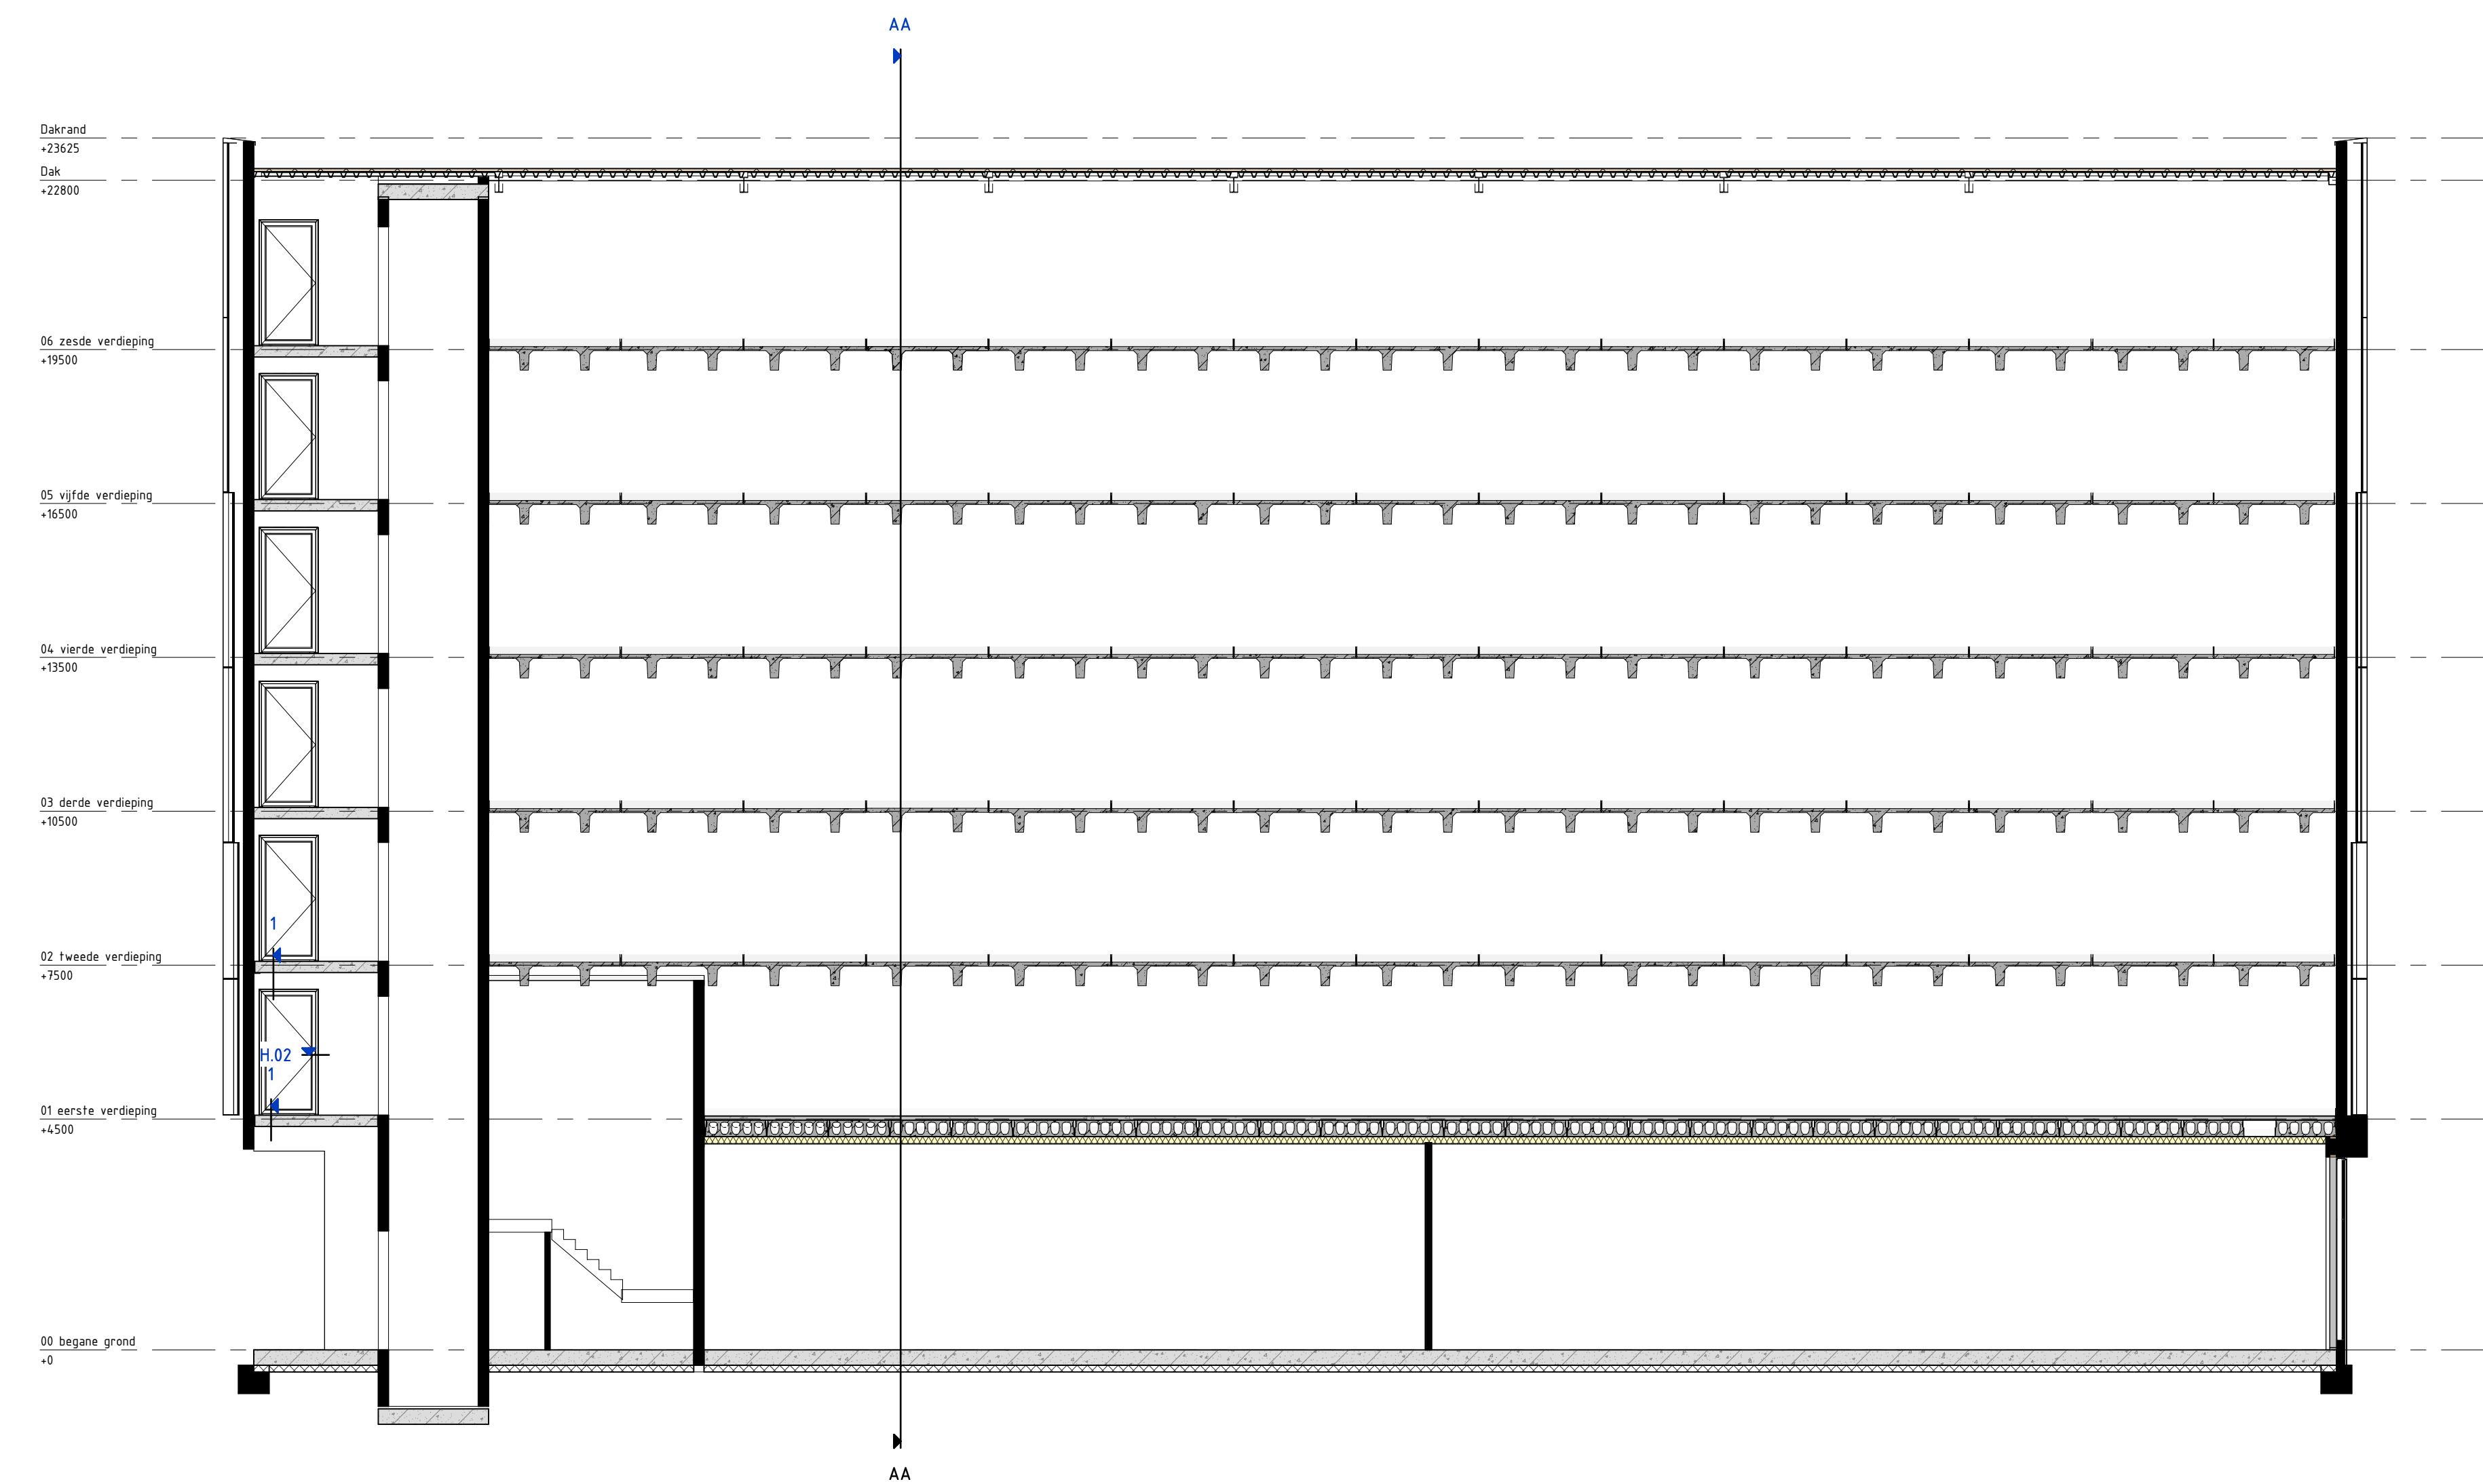 AA
Dakrand
+23625
Dak
+22800
06 zesde verdieping
+19500
05 vijfde verdieping
+16500
04 vierde verdieping
+13500
03 derde verdieping
+10500
1
02 tweede verdieping
+7500
H.02
1
01 eerste verdieping
+4500
00 begane grond
+0
AA